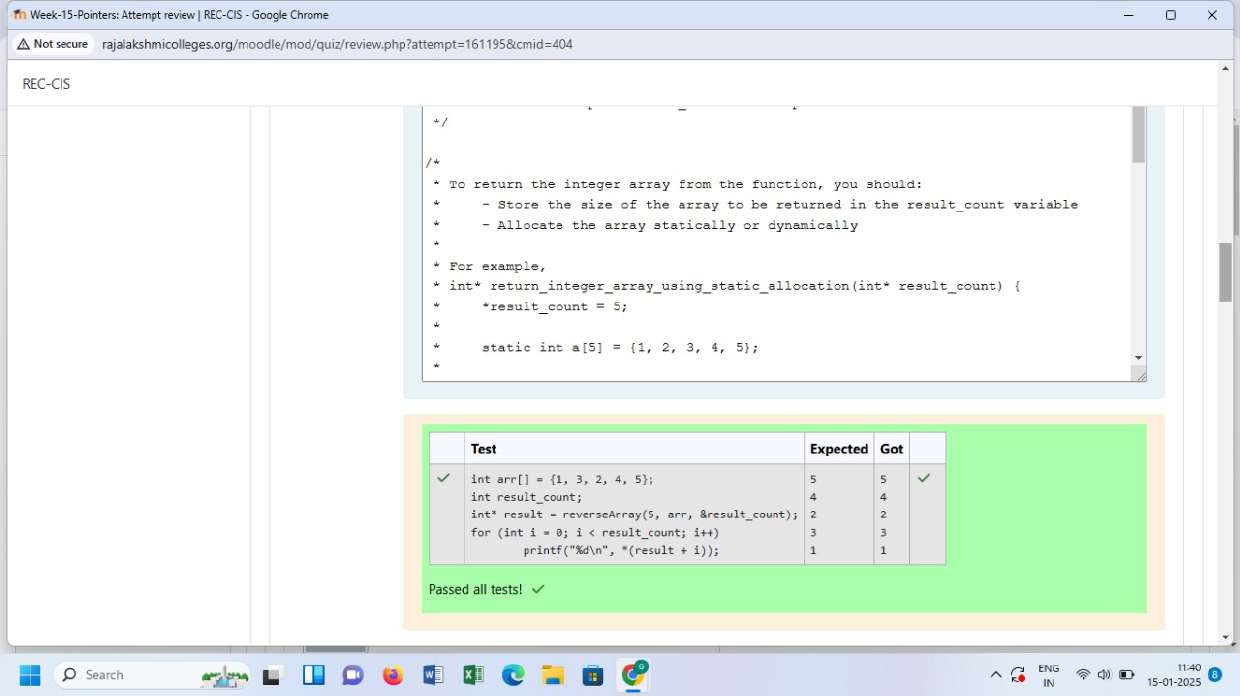 Week-15-Pointers: Attempt review | REC-CIS - Google Chrome
Not secure rajalakshmicolleges.org/moodle/mod/quiz/review.php?attempt=161195&cmid=404
REC-CIS
*/
/*
* To return the integer array from the function, you should:
* - Store the size of the array to be returned in the result_count variable
* - Allocate the array statically or dynamically
*
* For example,
* int* return_integer_array_using_static_allocation(int* result_count) {
* *result_count = 5;
*
* static int a[5] = {1, 2, 3, 4, 5};
*
Test Expected Got
int arr[] = {1, 3, 2, 4, 5}; 5 5
int result_count; 4 4
int* result = reverseArray(5, arr, &result_count); 2 2
for (int i = 0; i < result_count; i++) 3 3
printf("%d\n", *(result + i)); 1 1
Passed all tests!
Search
ENG
IN
11:40
15-01-2025
8